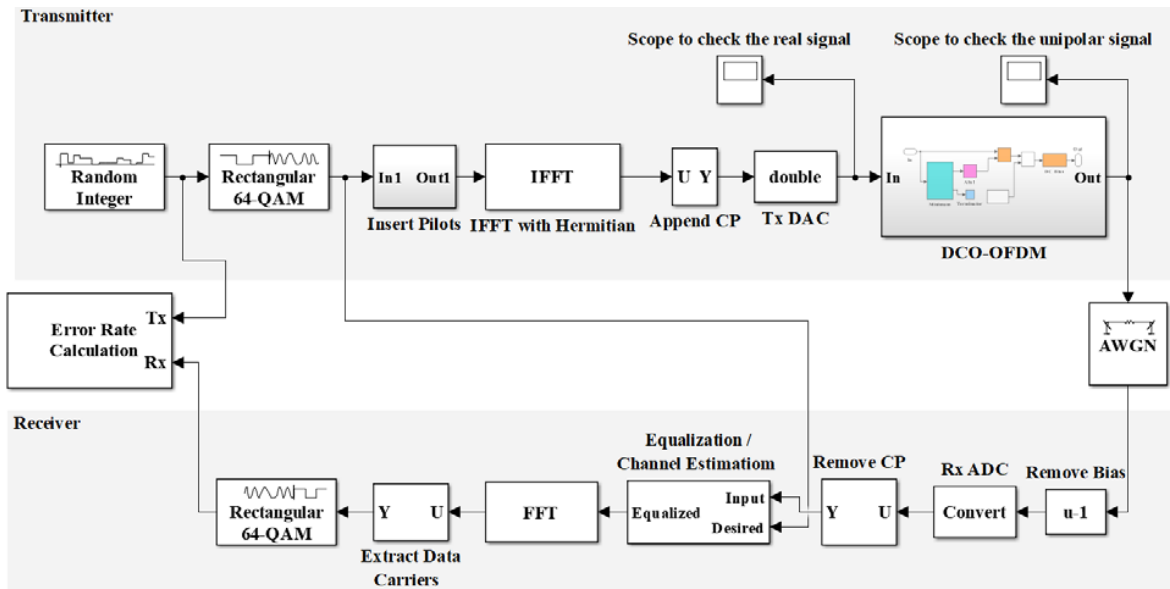 Transmitter
Scope to check the real signal
Scope to check the unipolar signal
Random
Integer
Rectangular
64-QAM
In1 Out1
Insert Pilots
IFFT
IFFT with Hermitian
U Y
Append CP
double
Tx DAC
In
Out
DCO-OFDM
Error Rate
Calculation
Tx
Rx
AWGN
Receiver
Rectangular
64-QAM
Y U
Extract Data
Carriers
FFT
Equalization /
Channel Estimatiom
Equalized
Input
Desired
Remove CP
Y U
Rx ADC
Convert
Remove Bias
u-1